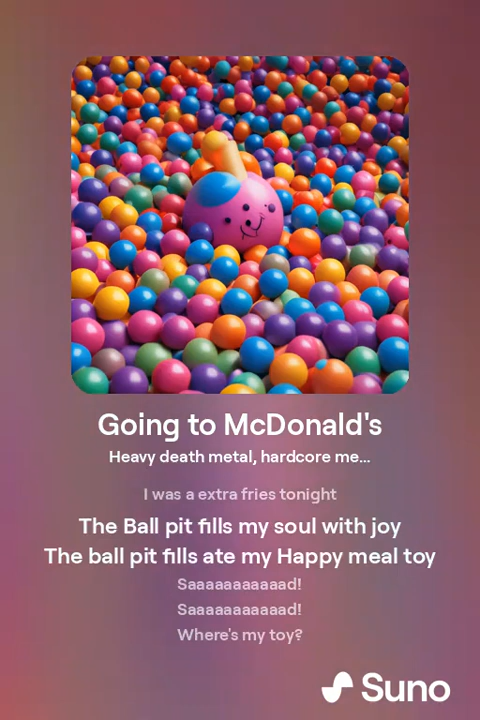 Going to McDonald's
Heavy death metal, hardcore me...
I was a extra fries tonight
The Ball pit fills my soul with joy
The ball pit fills ate my Happy meal toy
Saaaaaaaaaaad!
Saaaaaaaaaaad!
Where's my toy?
Suno